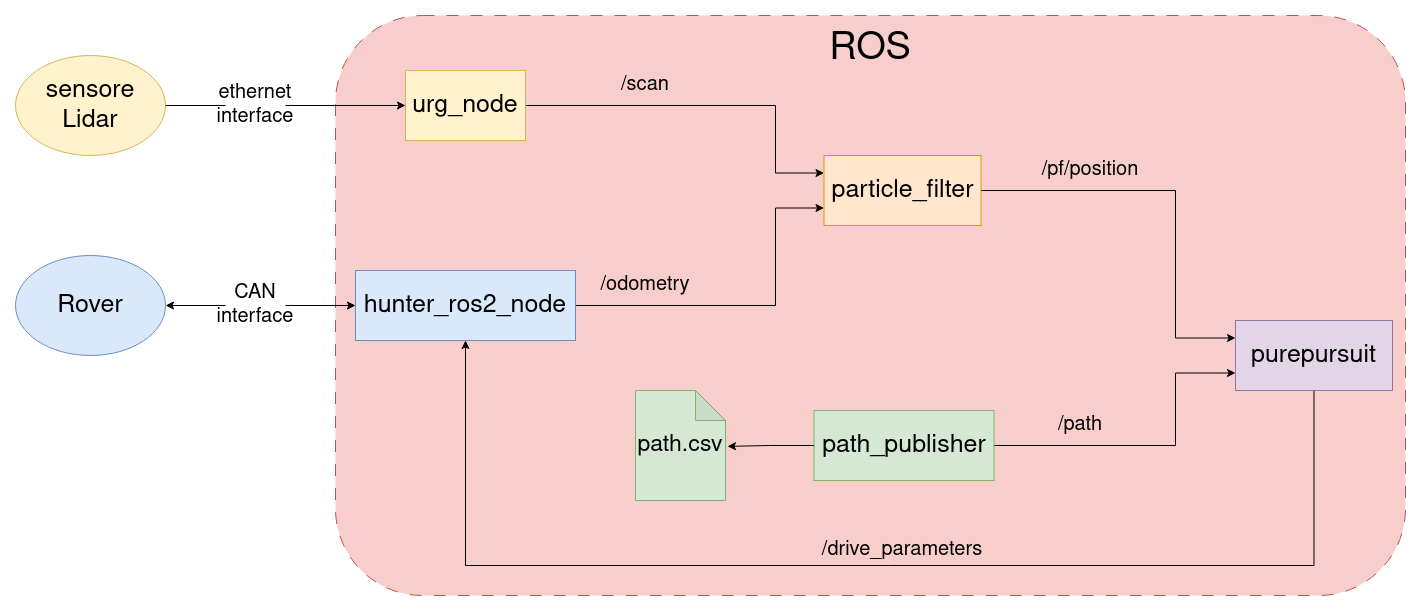 ROS
sensore
Lidar
ethernet
interface
urg_node
/scan
particle_filter
/pf/position
Rover
CAN
interface
hunter_ros2_node
/odometry
purepursuit
path.csv
path_publisher
/path
/drive_parameters